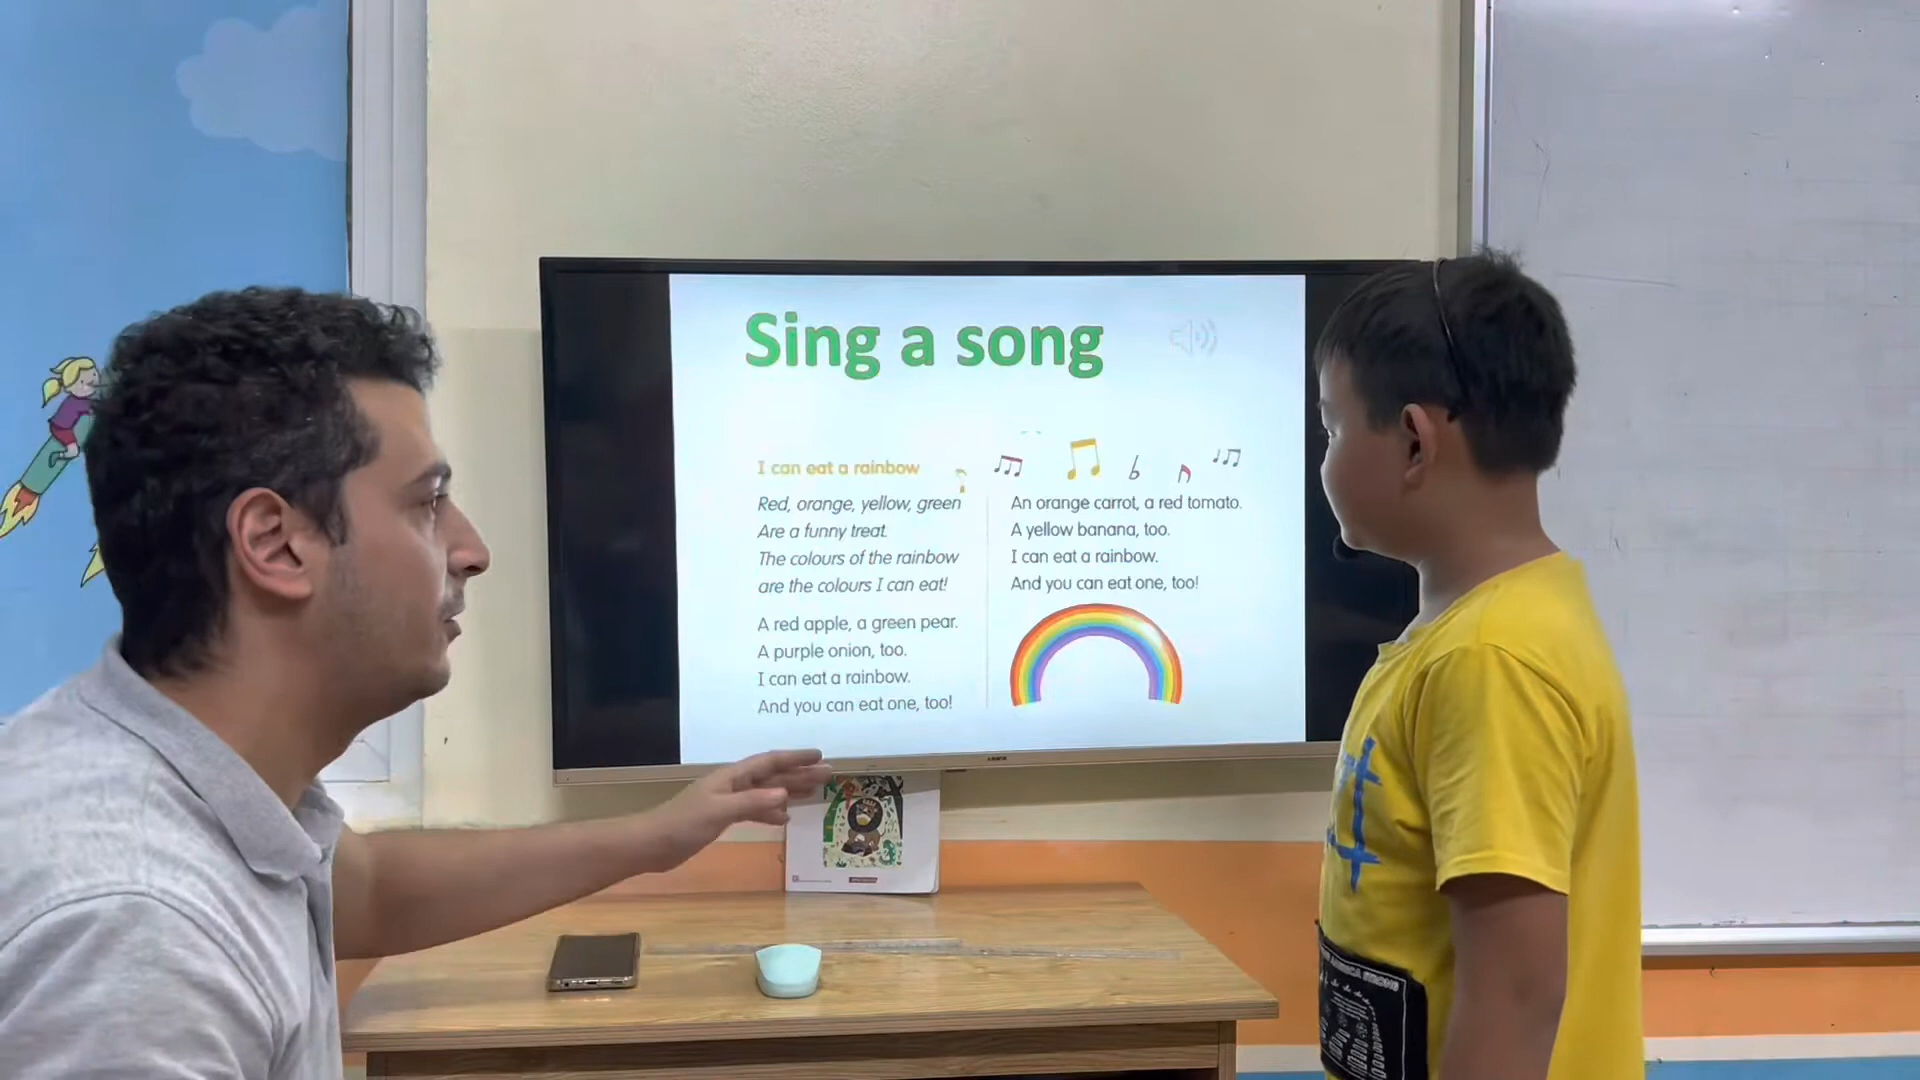 Sing a song
I can eat a rainbow
Red, orange, yellow, green
Are a funny treat.
The colours of the rainbow
are the colours I can eat!
A red apple, a green pear.
A purple onion, too.
I can eat a rainbow.
And you can eat one, too!
An orange carrot, a red tomato.
A yellow banana, too.
I can eat a rainbow.
And you can eat one, too!